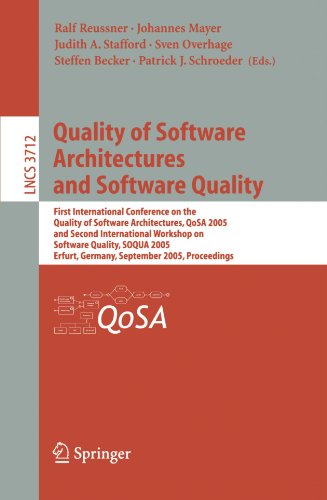 Ralf Reussner · Johannes Mayer
Judith A. Stafford · Sven Overhage
Steffen Becker · Patrick J. Schroeder (Eds.)
LNCS 3712
Quality of Software
Architectures
and Software Quality
First International Conference on the
Quality of Software Architectures, QoSA 2005
and Second International Workshop on
Software Quality, SOQUA 2005
Erfurt, Germany, September 2005, Proceedings
QoSA
Springer